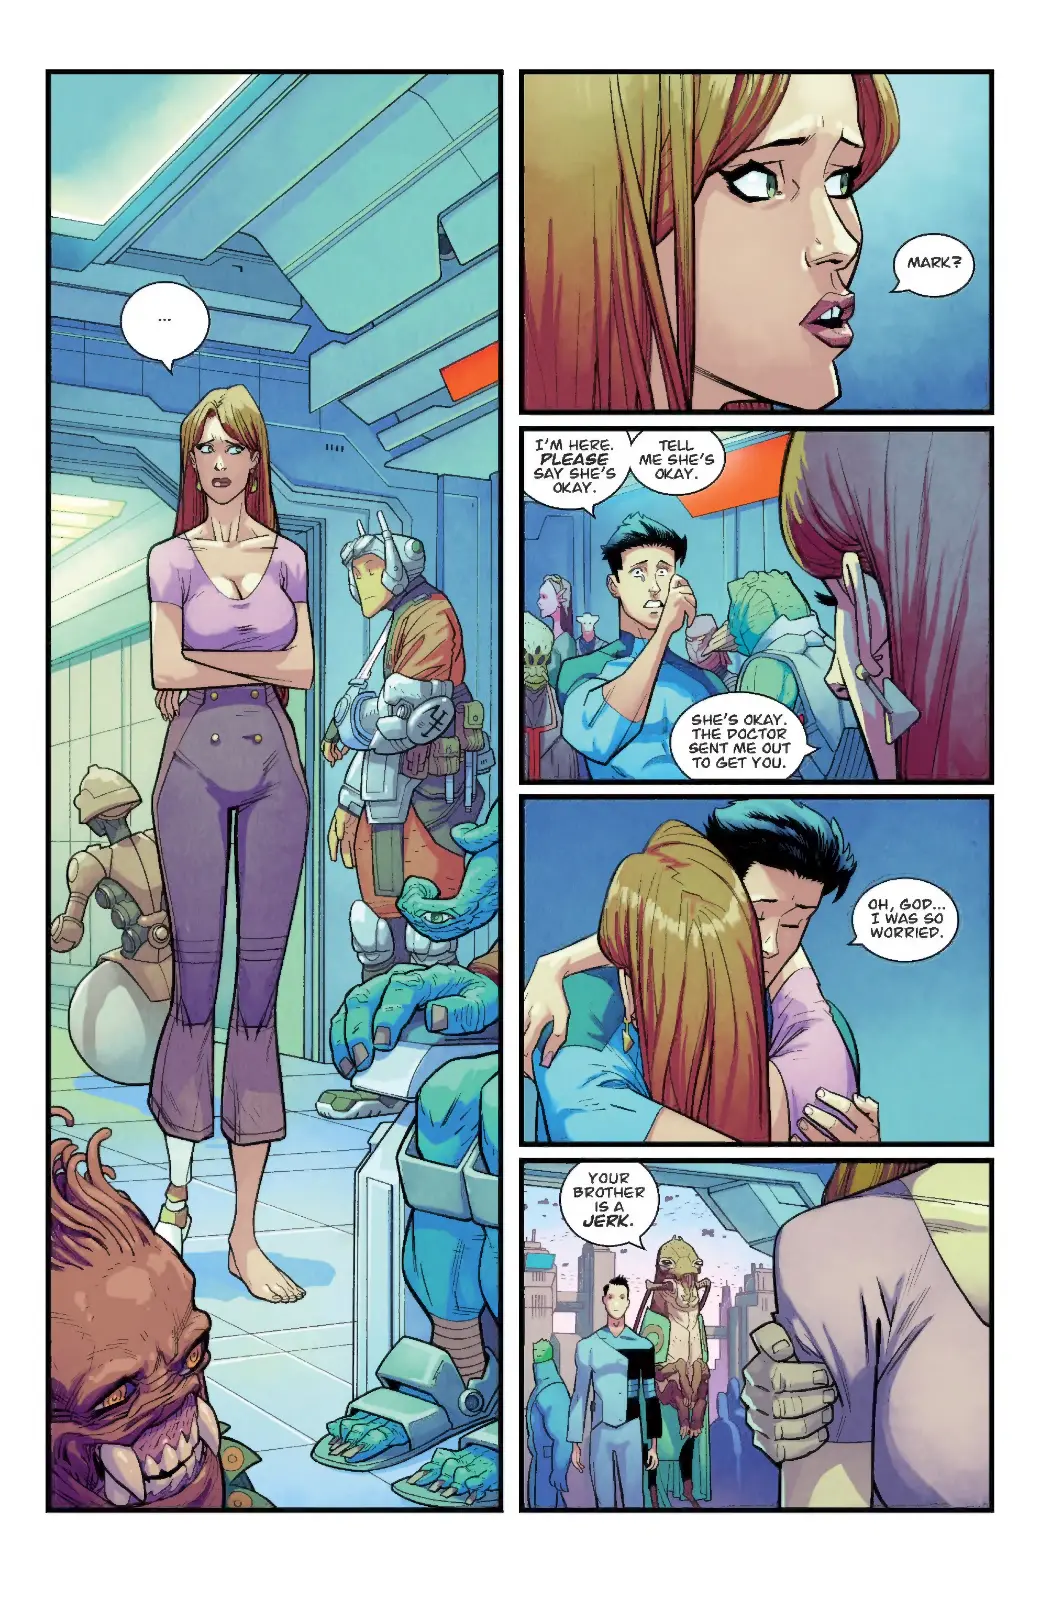 ...
MARK?
I'M HERE.
PLEASE
SAY SHE'S
OKAY.
TELL
ME SHE'S
OKAY.
SHE'S OKAY.
THE DOCTOR
SENT ME OUT
TO GET YOU.
OH, GOD...
I WAS SO
WORRIED.
YOUR
BROTHER
IS A
JERK.